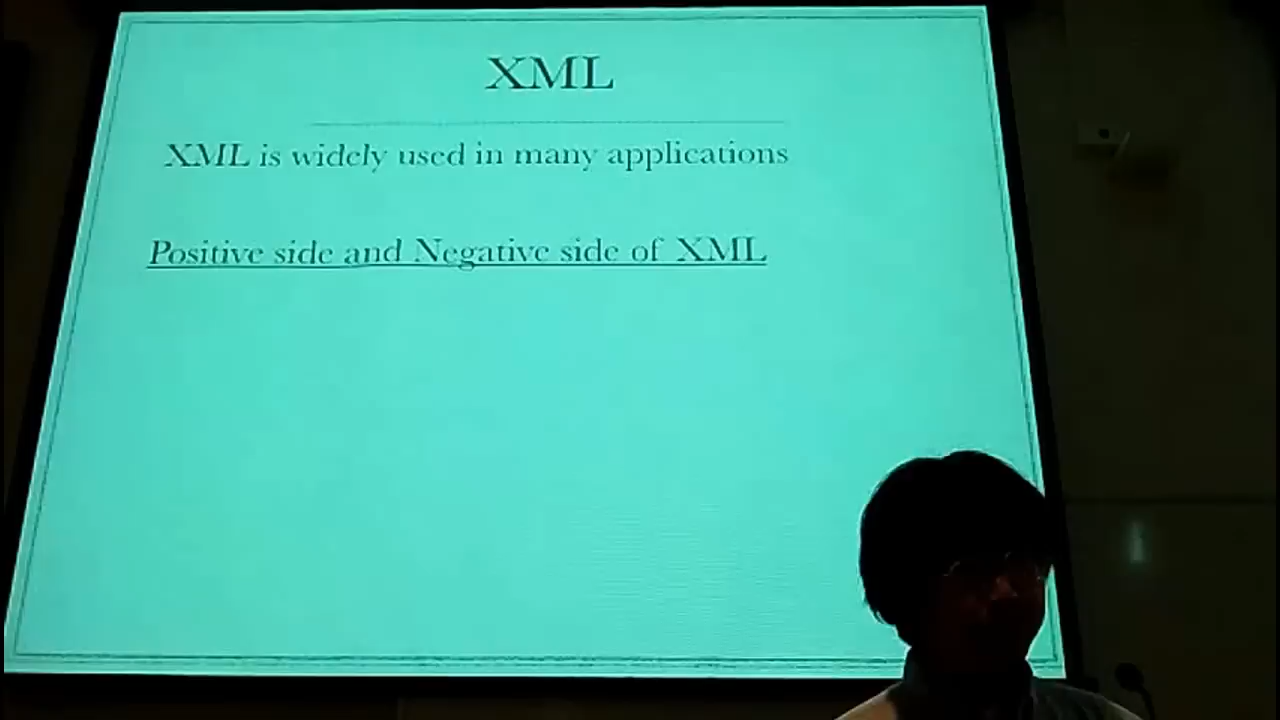 XML
XML is widely used in many applications
Positive side and Negative side of XML